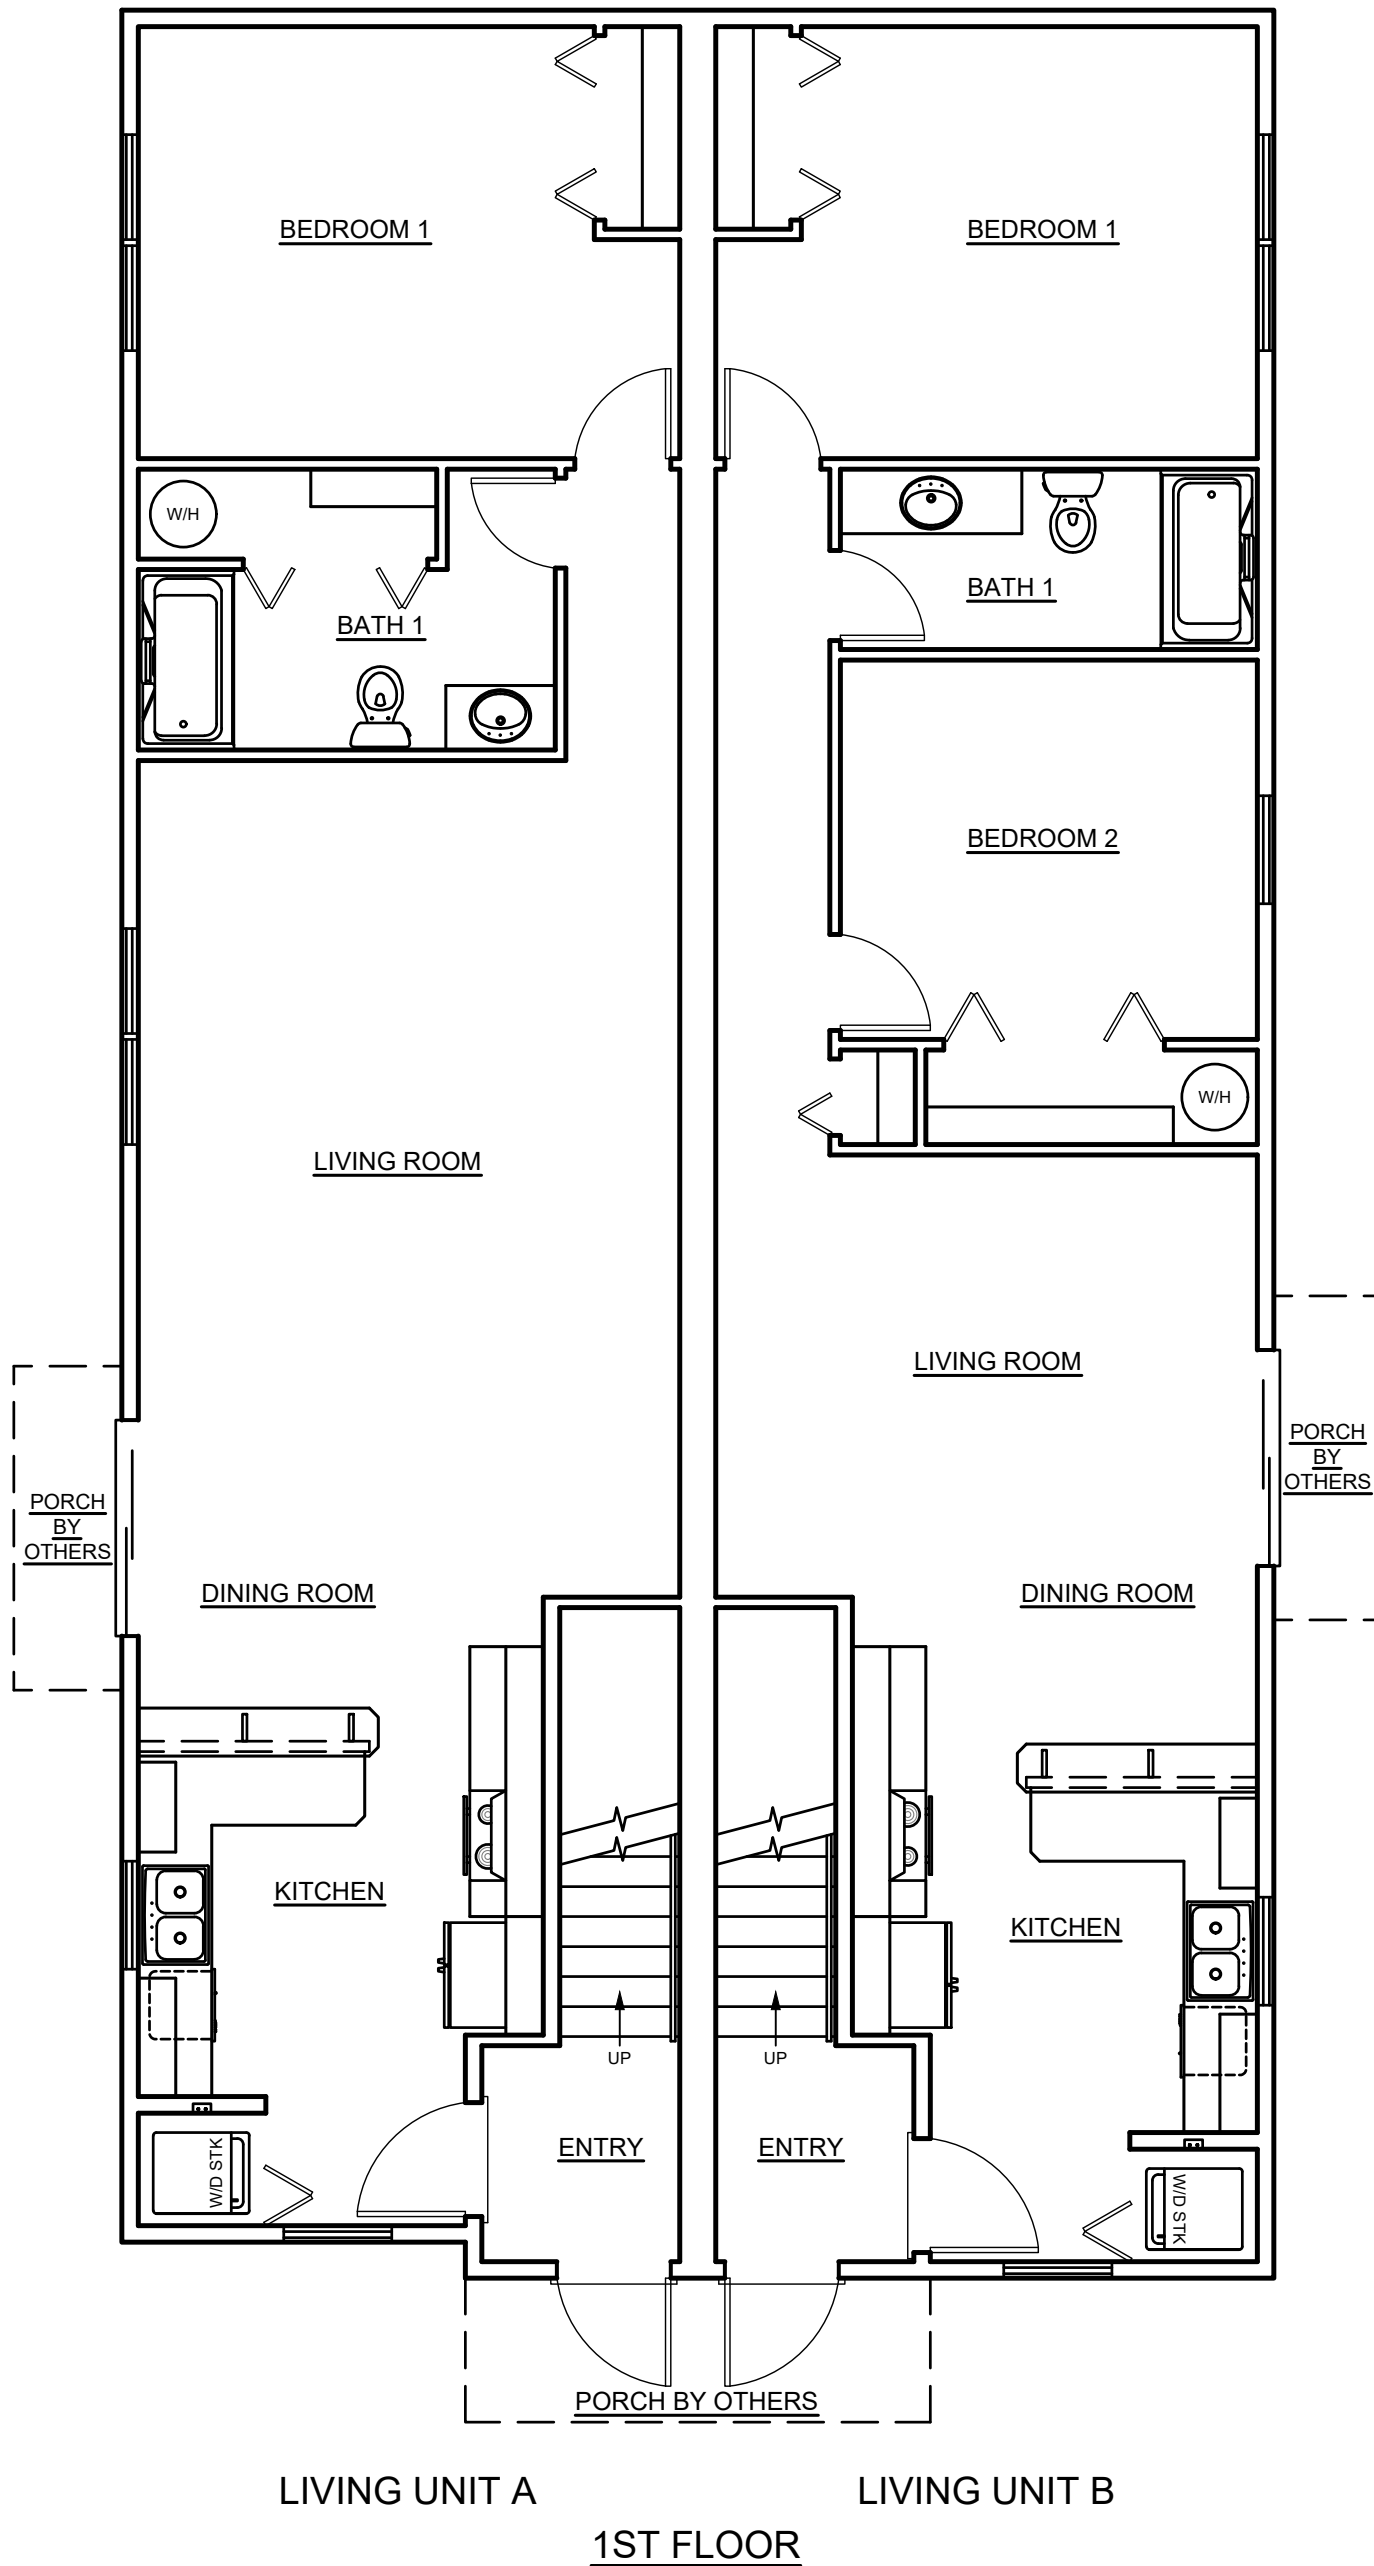 BEDROOM 1
BEDROOM 1
W/H
BATH 1
BATH 1
BEDROOM 2
W/H
LIVING ROOM
LIVING ROOM
PORCH
BY
OTHERS
PORCH
BY
OTHERS
DINING ROOM
DINING ROOM
KITCHEN
KITCHEN
UP
UP
ENTRY
ENTRY
W/D STK
W/D STK
PORCH BY OTHERS
LIVING UNIT A
LIVING UNIT B
1ST FLOOR